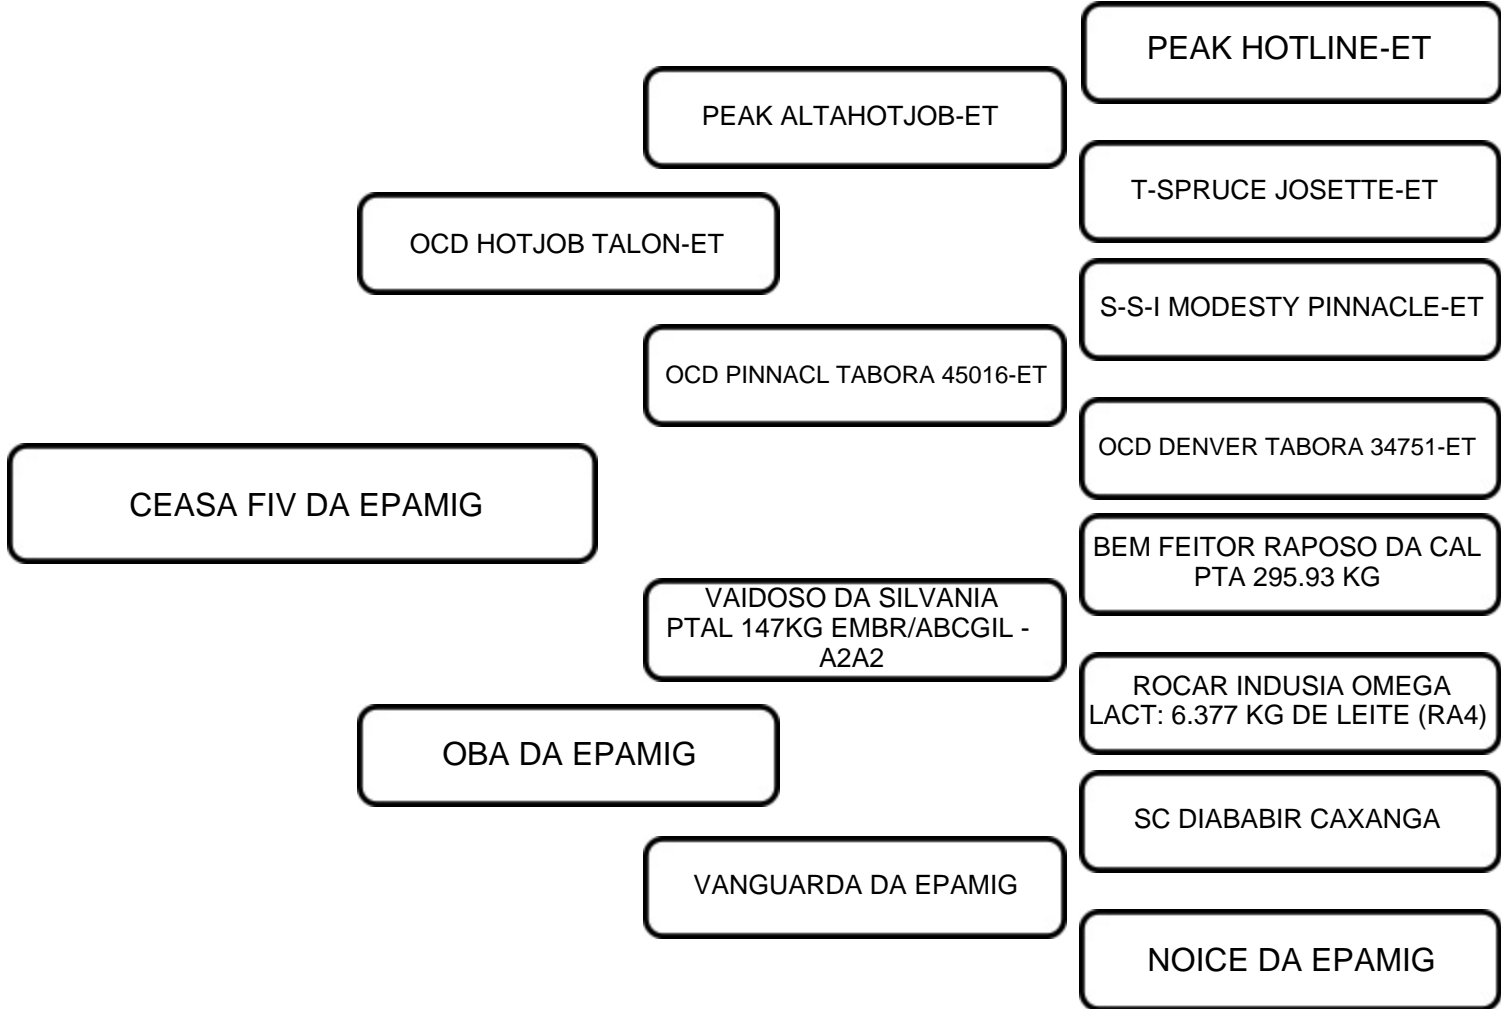 PEAK HOTLINE-ET
PEAK ALTAHOTJOB-ET
T-SPRUCE JOSETTE-ET
OCD HOTJOB TALON-ET
S-S-I MODESTY PINNACLE-ET
OCD PINNACL TABORA 45016-ET
OCD DENVER TABORA 34751-ET
CEASA FIV DA EPAMIG
BEM FEITOR RAPOSO DA CAL
PTA 295.93 KG
VAIDOSO DA SILVANIA
PTAL 147KG EMBR/ABCGIL -
A2A2
ROCAR INDUSIA OMEGA
LACT: 6.377 KG DE LEITE (RA4)
OBA DA EPAMIG
SC DIABABIR CAXANGA
VANGUARDA DA EPAMIG
NOICE DA EPAMIG